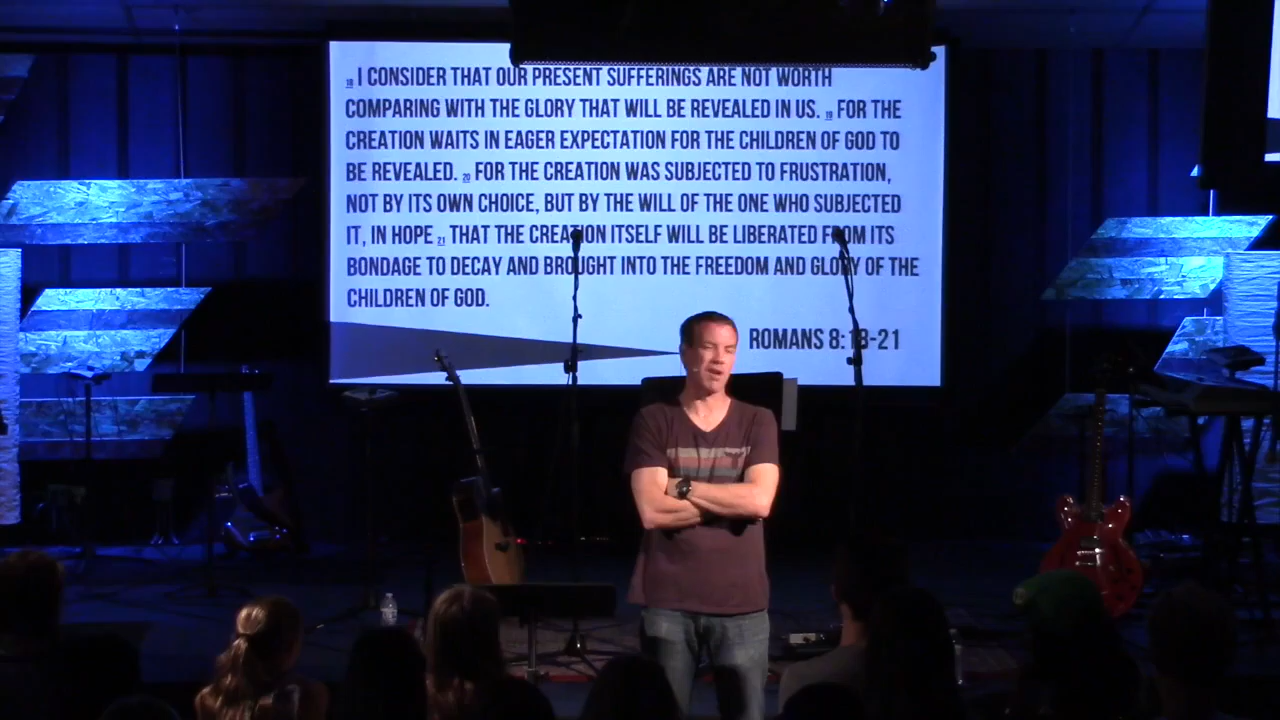 18 I CONSIDER THAT OUR PRESENT SUFFERINGS ARE NOT WORTH
COMPARING WITH THE GLORY THAT WILL BE REVEALED IN US. 19 FOR THE
CREATION WAITS IN EAGER EXPECTATION FOR THE CHILDREN OF GOD TO
BE REVEALED. 20 FOR THE CREATION WAS SUBJECTED TO FRUSTRATION,
NOT BY ITS OWN CHOICE, BUT BY THE WILL OF THE ONE WHO SUBJECTED
IT, IN HOPE 21 THAT THE CREATION ITSELF WILL BE LIBERATED FROM ITS
BONDAGE TO DECAY AND BROUGHT INTO THE FREEDOM AND GLORY OF THE
CHILDREN OF GOD.
ROMANS 8:18-21